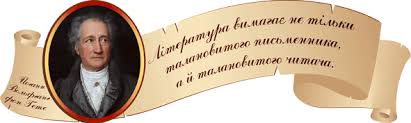 Йоганн
Вольфганг
фон Гете
Література вимагає не тільки
талановитого письменника,
а й талановитого читача.